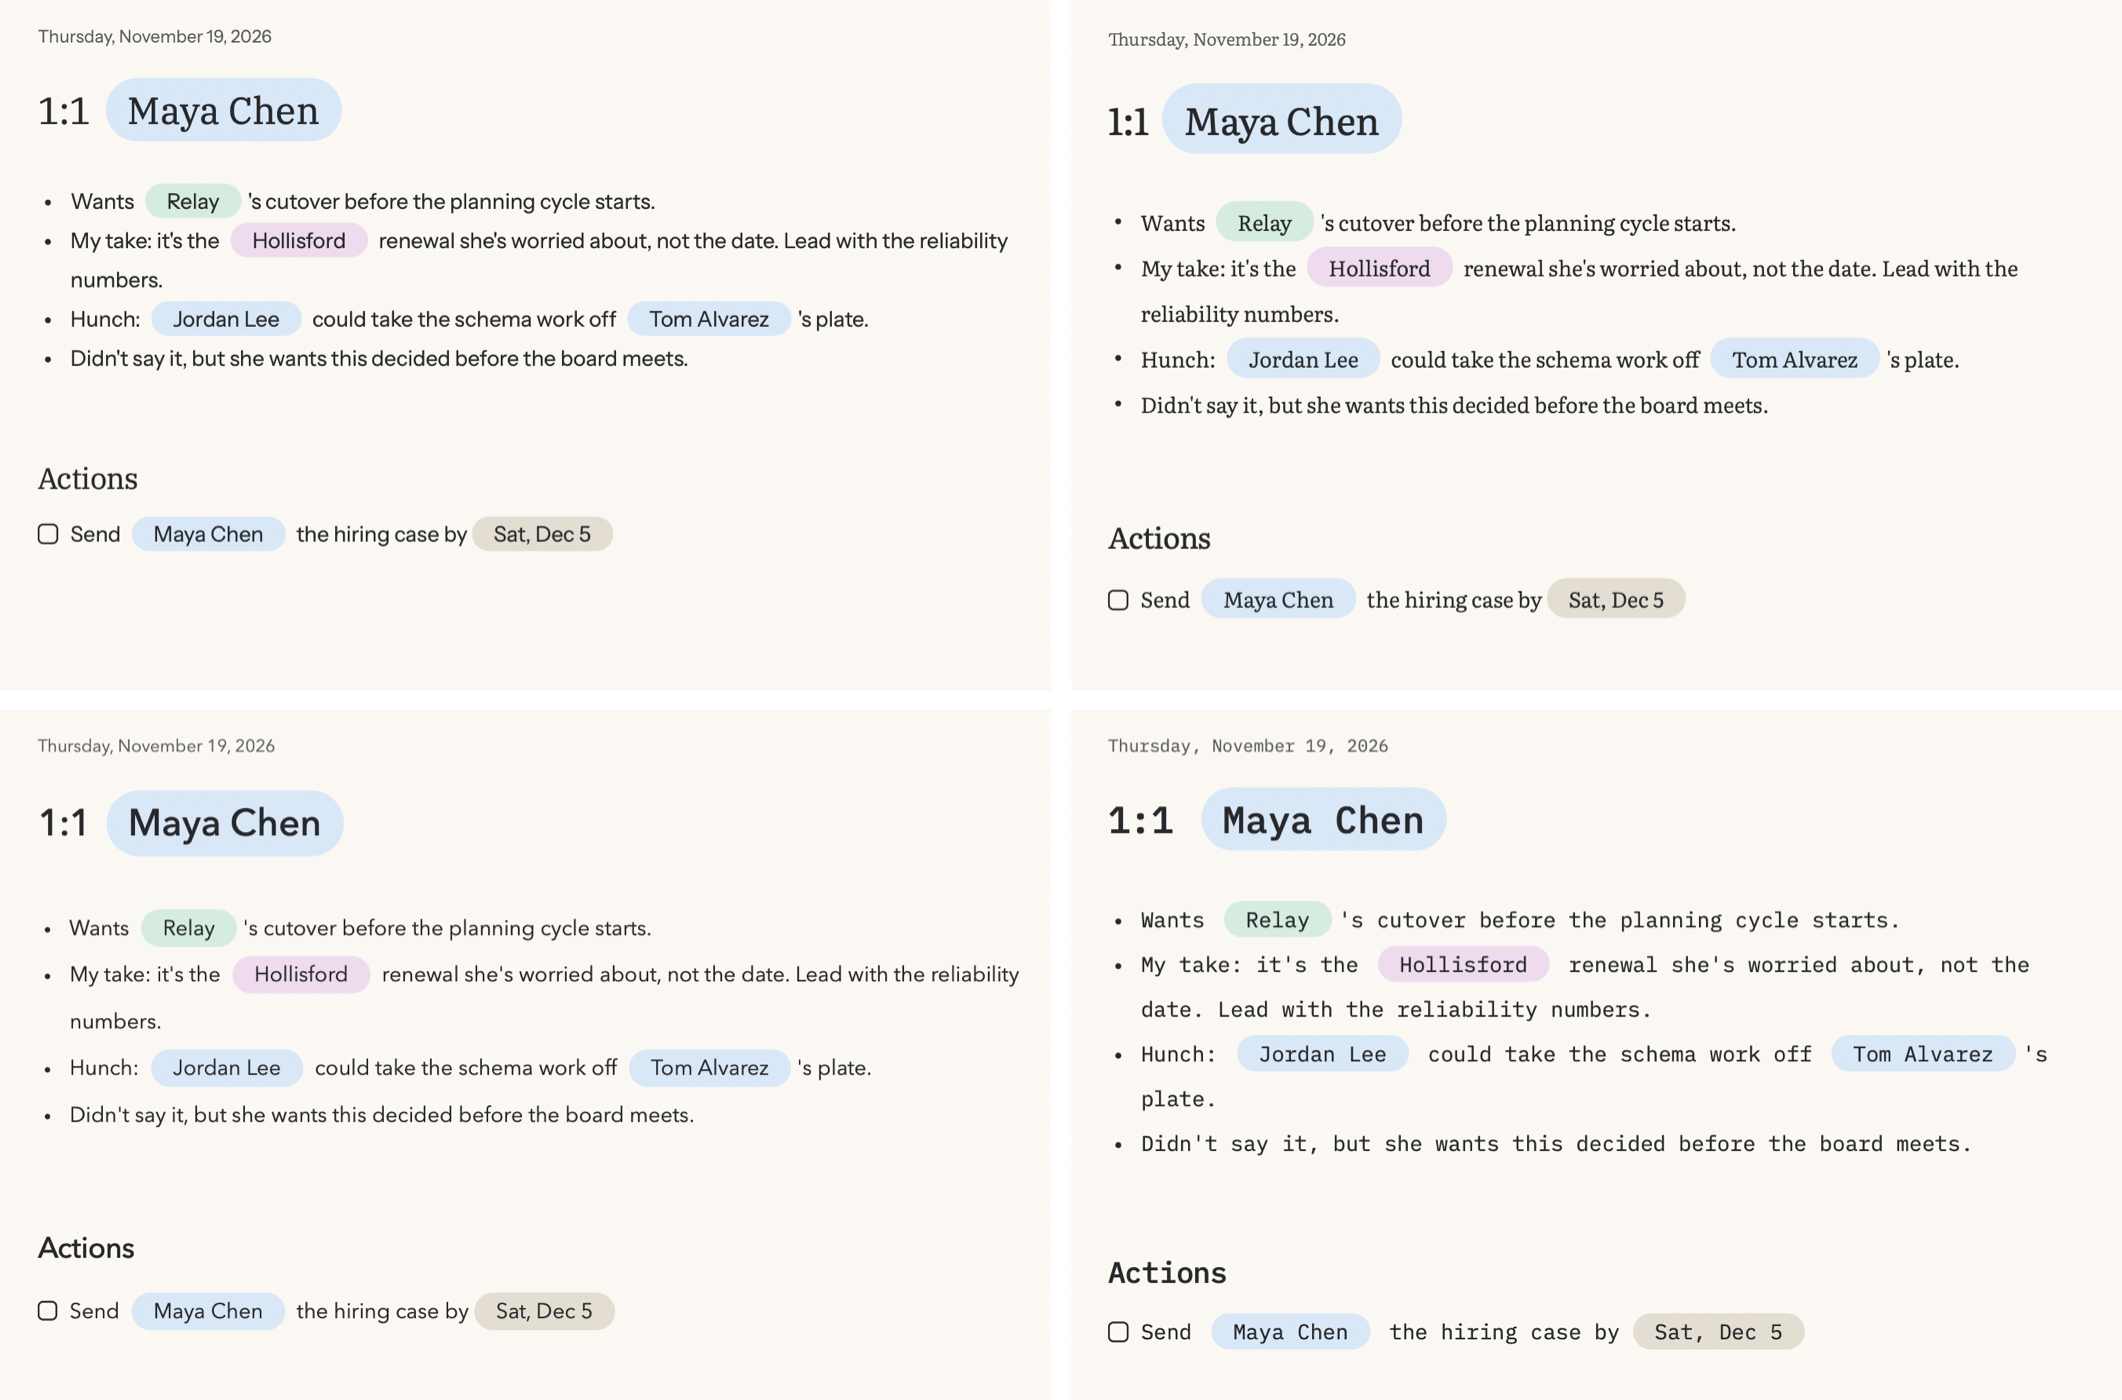 Thursday, November 19, 2026
1:1 Maya Chen
• Wants Relay 's cutover before the planning cycle starts.
• My take: it's the Hollisford renewal she's worried about, not the date. Lead with the reliability
numbers.
• Hunch: Jordan Lee could take the schema work off Tom Alvarez 's plate.
• Didn't say it, but she wants this decided before the board meets.
Actions
Send Maya Chen the hiring case by Sat, Dec 5
Thursday, November 19, 2026
1:1 Maya Chen
• Wants Relay 's cutover before the planning cycle starts.
• My take: it's the Hollisford renewal she's worried about, not the date. Lead with the
reliability numbers.
• Hunch: Jordan Lee could take the schema work off Tom Alvarez 's plate.
• Didn't say it, but she wants this decided before the board meets.
Actions
Send Maya Chen the hiring case by Sat, Dec 5
Thursday, November 19, 2026
1:1 Maya Chen
• Wants Relay 's cutover before the planning cycle starts.
• My take: it's the Hollisford renewal she's worried about, not the date. Lead with the reliability
numbers.
• Hunch: Jordan Lee could take the schema work off Tom Alvarez 's plate.
• Didn't say it, but she wants this decided before the board meets.
Actions
Send Maya Chen the hiring case by Sat, Dec 5
Thursday, November 19, 2026
1:1 Maya Chen
• Wants Relay 's cutover before the planning cycle starts.
• My take: it's the Hollisford renewal she's worried about, not the
date. Lead with the reliability numbers.
• Hunch: Jordan Lee could take the schema work off Tom Alvarez 's
plate.
• Didn't say it, but she wants this decided before the board meets.
Actions
Send Maya Chen the hiring case by Sat, Dec 5